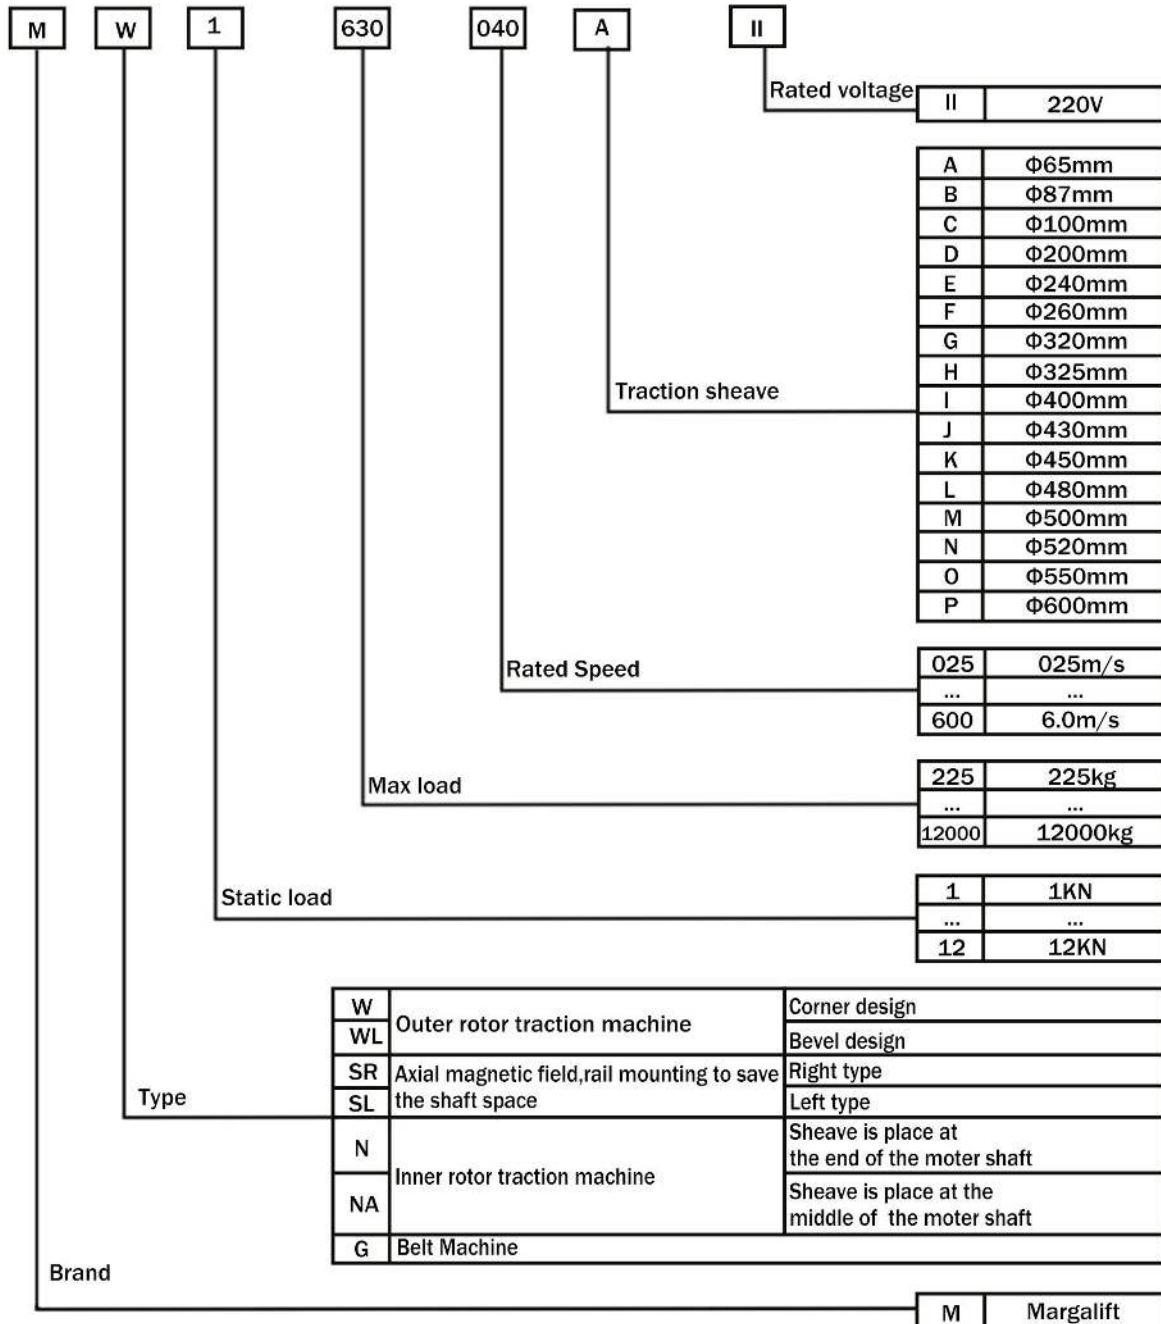 M W 1 630 040 A II
Rated voltage II 220V
A Φ65mm
B Φ87mm
C Φ100mm
D Φ200mm
E Φ240mm
F Φ260mm
G Φ320mm
H Φ325mm
Traction sheave
I Φ400mm
J Φ430mm
K Φ450mm
L Φ480mm
M Φ500mm
N Φ520mm
O Φ550mm
P Φ600mm
Rated Speed
025 025m/s
... ...
600 6.0m/s
Max load
225 225kg
... ...
12000 12000kg
Static load
1 1KN
... ...
12 12KN
Type
W Outer rotor traction machine Corner design
WL Bevel design
SR Axial magnetic field,rail mounting to save Right type
SL the shaft space Left type
N Inner rotor traction machine Sheave is place at
the end of the moter shaft
NA Sheave is place at the
middle of the moter shaft
G Belt Machine
Brand
M Margalift